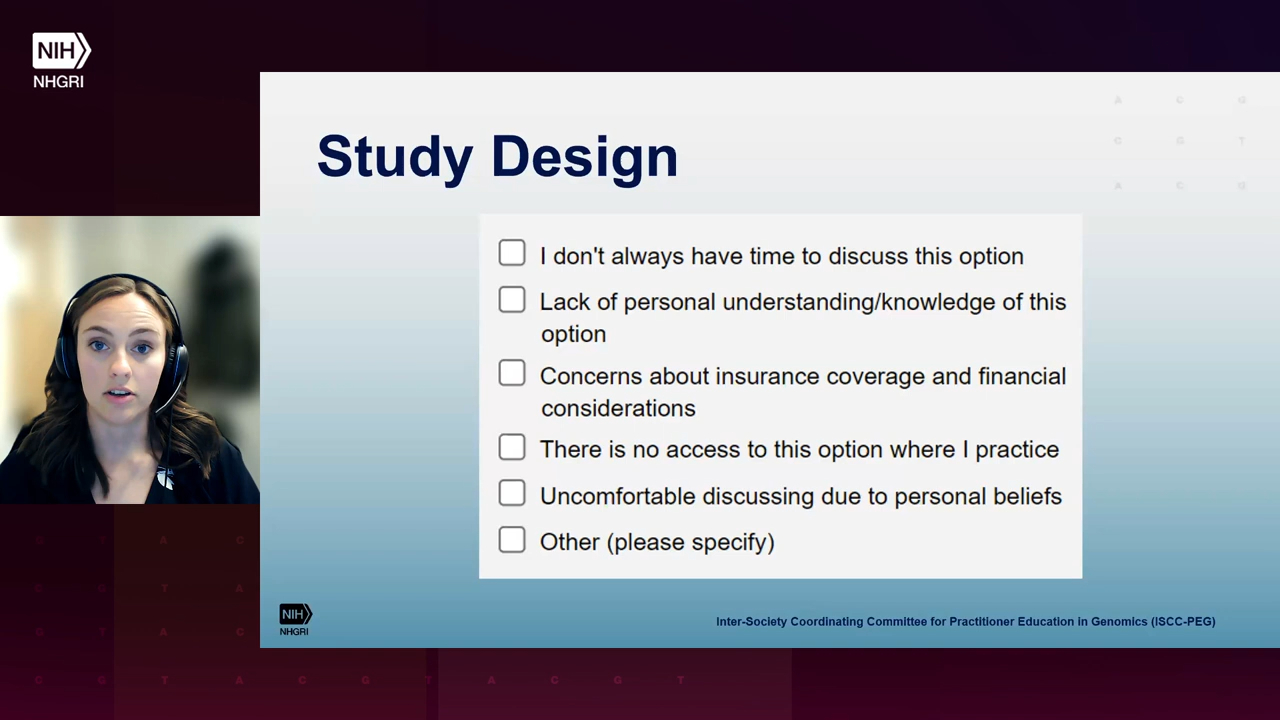 NIH
NHGRI
A C G
C G T
A C G
Study Design
I don't always have time to discuss this option
Lack of personal understanding/knowledge of this
option
Concerns about insurance coverage and financial
considerations
There is no access to this option where I practice
Uncomfortable discussing due to personal beliefs
Other (please specify)
NIH
NHGRI
Inter-Society Coordinating Committee for Practitioner Education in Genomics (ISCC-PEG)
G T A C
G T A
G T A C
C G T A C G T A C G T